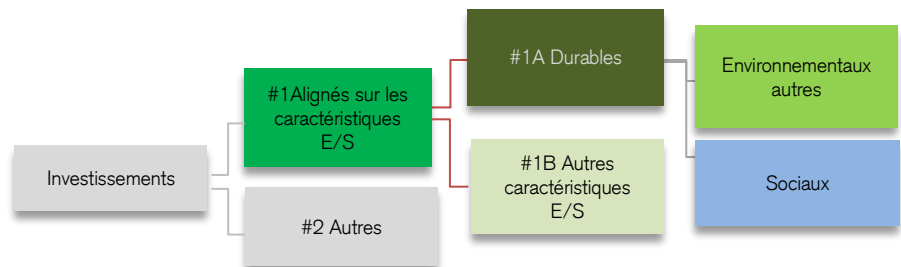 Investissements
#1Alignés sur les
caractéristiques
E/S
#2 Autres
#1A Durables
#1B Autres
caractéristiques
E/S
Environnementaux
autres
Sociaux